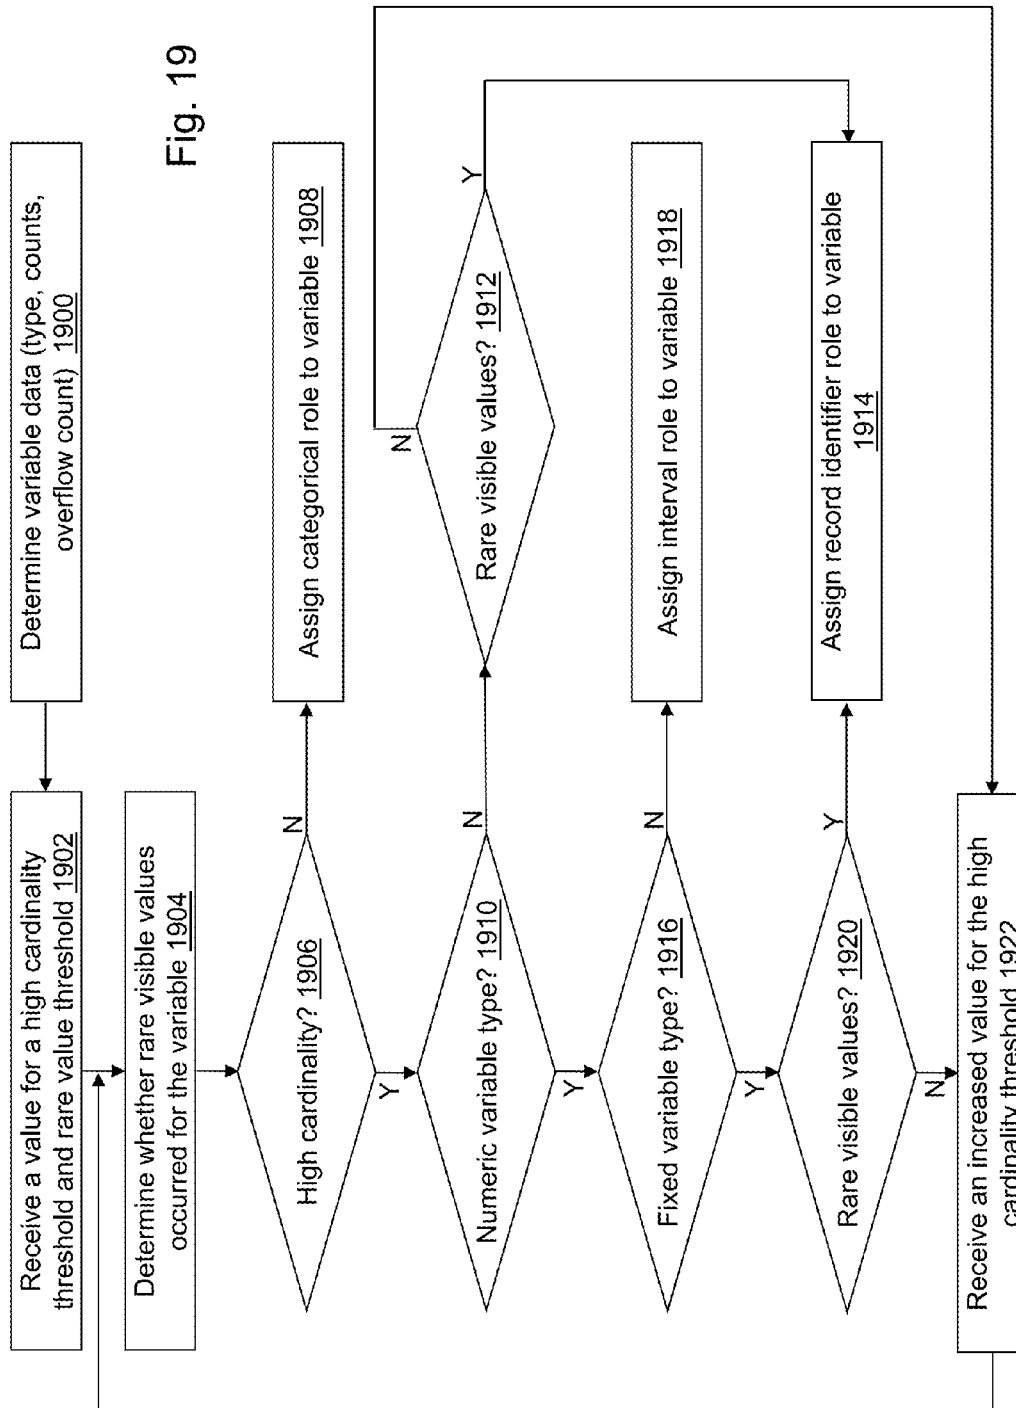 Fig. 19
Determine variable data (type, counts,
overflow count) 1900
Receive a value for a high cardinality
threshold and rare value threshold 1902
Determine whether rare visible values
occurred for the variable 1904
High cardinality? 1906
N
Y
Assign categorical role to variable 1908
Numeric variable type? 1910
N
Y
Rare visible values? 1912
N
Y
Fixed variable type? 1916
N
Y
Assign interval role to variable 1918
Rare visible values? 1920
Y
N
Assign record identifier role to variable
1914
Receive an increased value for the high
cardinality threshold 1922